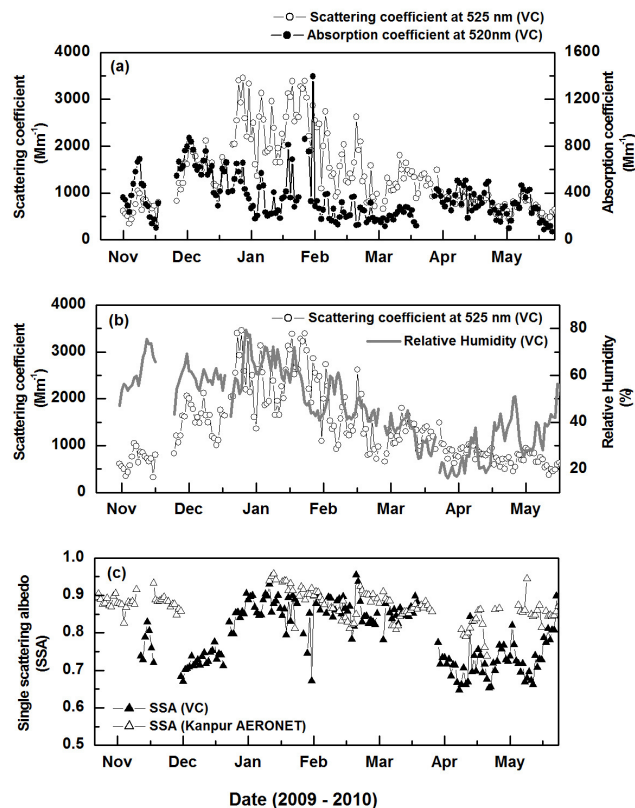 Scattering coefficient at 525 nm (VC)
Absorption coefficient at 520nm (VC)
(a)
4000
3000
2000
1000
0
Scattering coefficient
(Mm-1)
1600
1200
800
400
0
Absorption coefficient
(Mm-1)
Nov Dec Jan Feb Mar Apr May
(b)
Scattering coefficient at 525 nm (VC)
Relative Humidity (VC)
4000
3000
2000
1000
0
Scattering coefficient
(Mm-1)
80
60
40
20
Relative Humidity
(%)
Nov Dec Jan Feb Mar Apr May
(c)
1.0
0.9
0.8
0.7
0.6
0.5
Single scattering albedo
(SSA)
SSA (VC)
SSA (Kanpur AERONET)
Nov Dec Jan Feb Mar Apr May
Date (2009 - 2010)